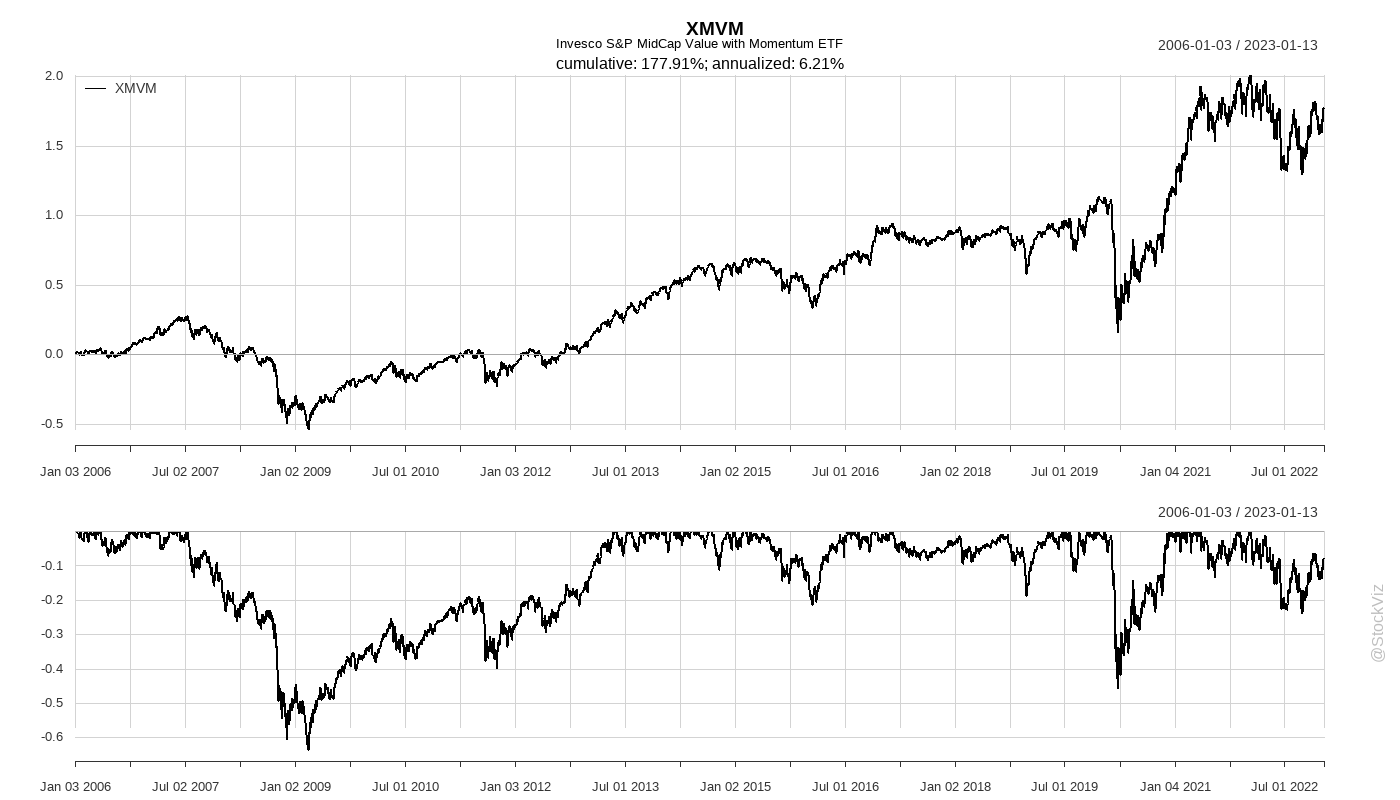 XMVM
Invesco S&P MidCap Value with Momentum ETF
cumulative: 177.91%; annualized: 6.21%
2006-01-03 / 2023-01-13
XMVM
2.0
1.5
1.0
0.5
0.0
-0.5
Jan 03 2006 Jul 02 2007 Jan 02 2009 Jul 01 2010 Jan 03 2012 Jul 01 2013 Jan 02 2015 Jul 01 2016 Jan 02 2018 Jul 01 2019 Jan 04 2021 Jul 01 2022
2006-01-03 / 2023-01-13
-0.1
-0.2
-0.3
-0.4
-0.5
-0.6
Jan 03 2006 Jul 02 2007 Jan 02 2009 Jul 01 2010 Jan 03 2012 Jul 01 2013 Jan 02 2015 Jul 01 2016 Jan 02 2018 Jul 01 2019 Jan 04 2021 Jul 01 2022
@StockViz